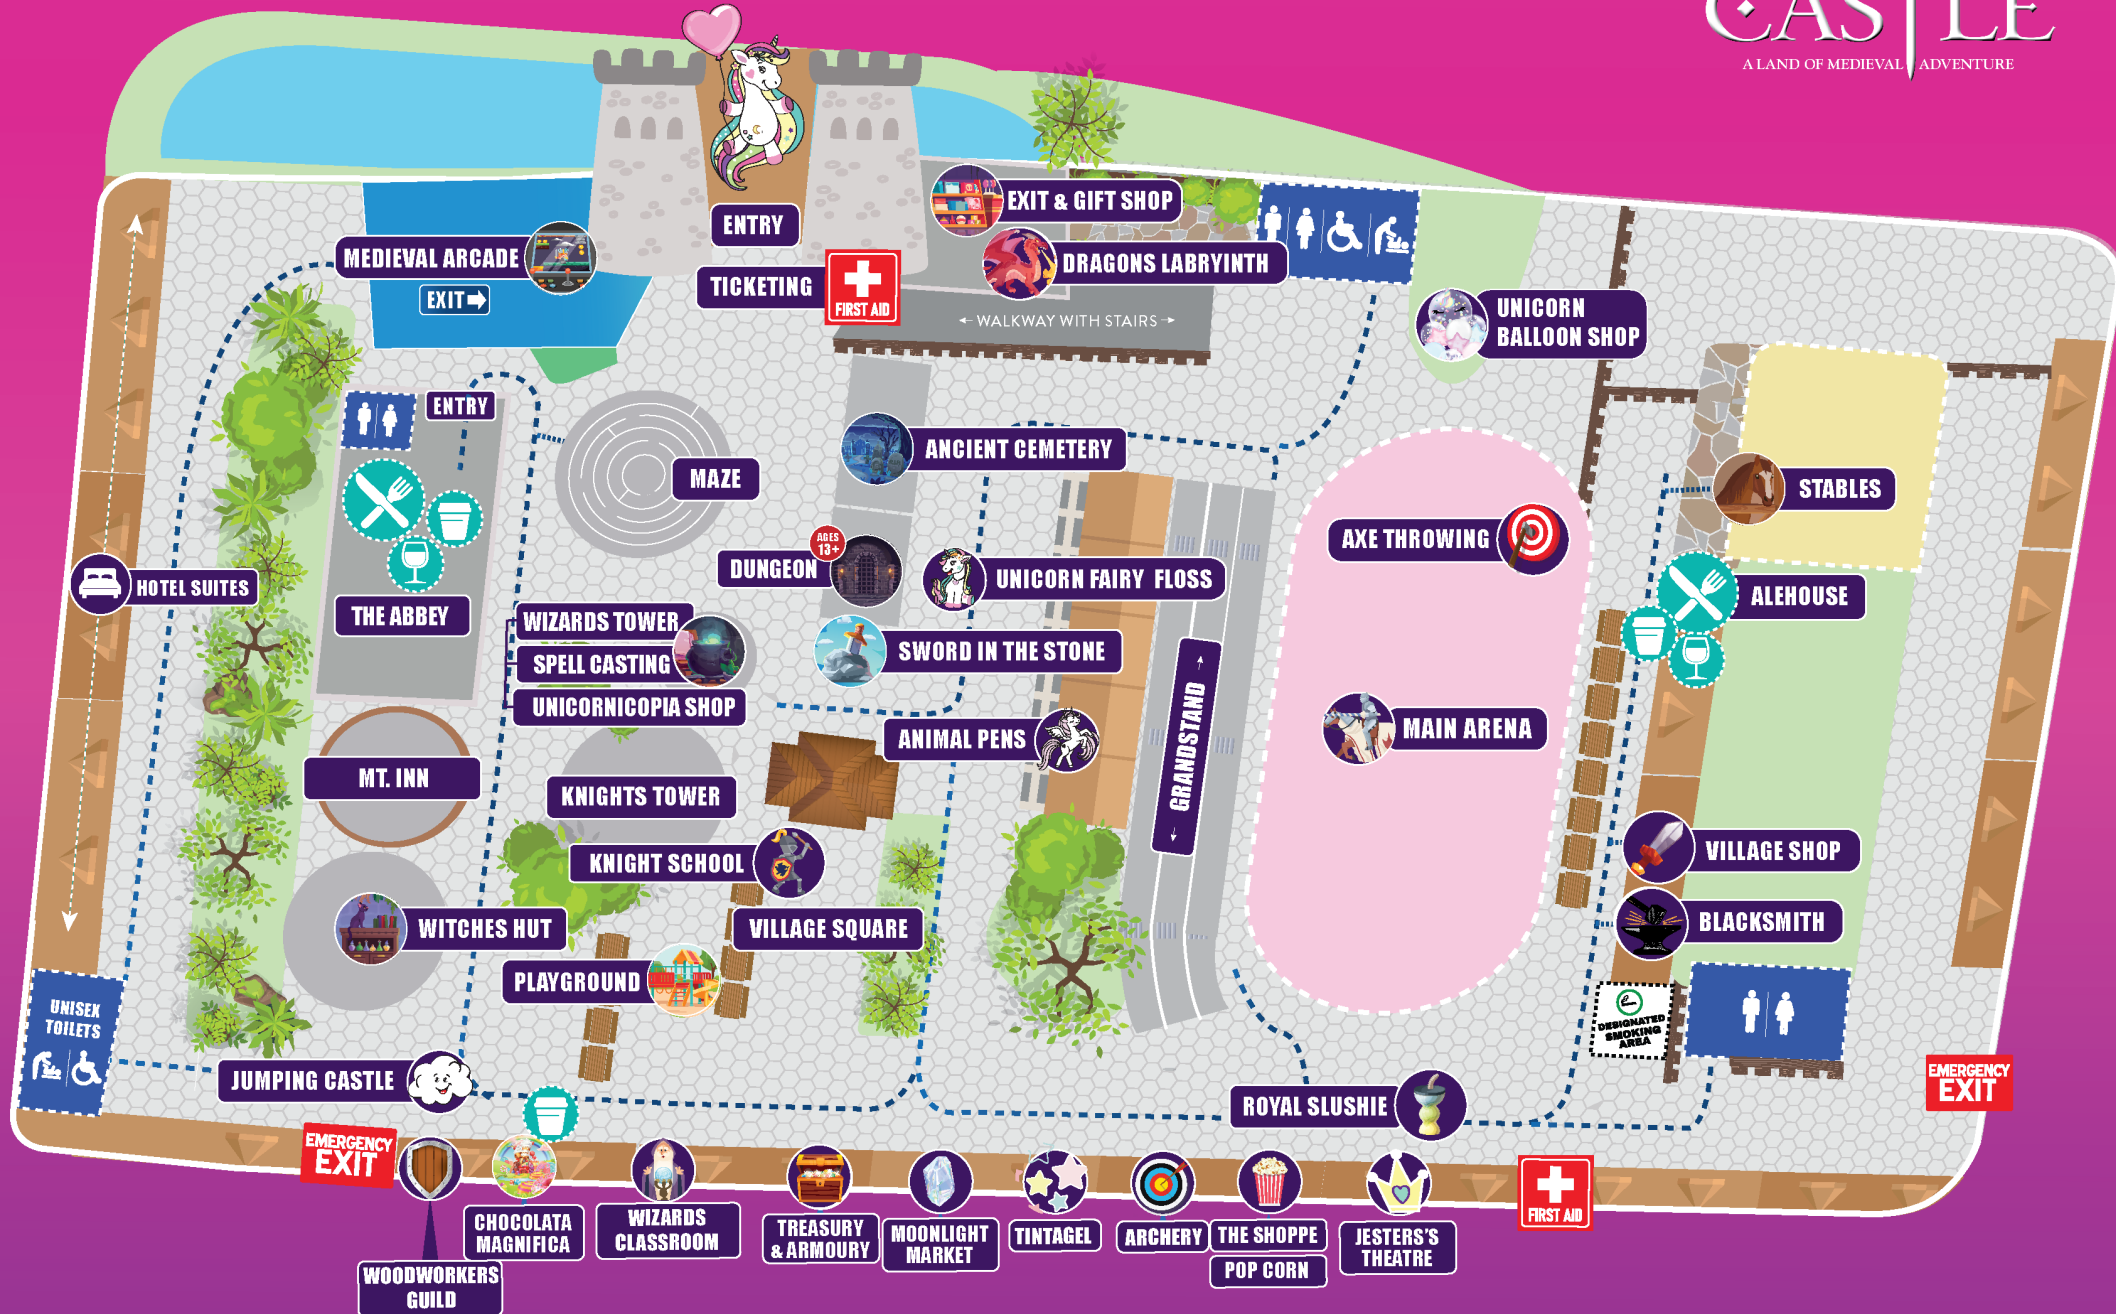 CASTLE
A LAND OF MEDIEVAL ADVENTURE
ENTRY
EXIT & GIFT SHOP
MEDIEVAL ARCADE
EXIT
TICKETING
FIRST AID
DRAGONS LABRYINTH
WALKWAY WITH STAIRS
UNICORN
BALLOON SHOP
ENTRY
ANCIENT CEMETERY
MAZE
STABLES
AXE THROWING
AGES
13+
DUNGEON
UNICORN FAIRY FLOSS
HOTEL SUITES
THE ABBEY
ALEHOUSE
WIZARDS TOWER
SPELL CASTING
UNICORNICOPIA SHOP
SWORD IN THE STONE
GRANDSTAND
ANIMAL PENS
MAIN ARENA
MT. INN
KNIGHTS TOWER
KNIGHT SCHOOL
VILLAGE SHOP
WITCHES HUT
VILLAGE SQUARE
BLACKSMITH
PLAYGROUND
UNISEX
TOILETS
DESIGNATED
SMOKING
AREA
JUMPING CASTLE
ROYAL SLUSHIE
EMERGENCY
EXIT
EMERGENCY
EXIT
FIRST AID
WOODWORKERS
GUILD
CHOCOLATA
MAGNIFICA
WIZARDS
CLASSROOM
TREASURY
& ARMOURY
MOONLIGHT
MARKET
TINTAGEL
ARCHERY
THE SHOPPE
POP CORN
JESTERS'S
THEATRE